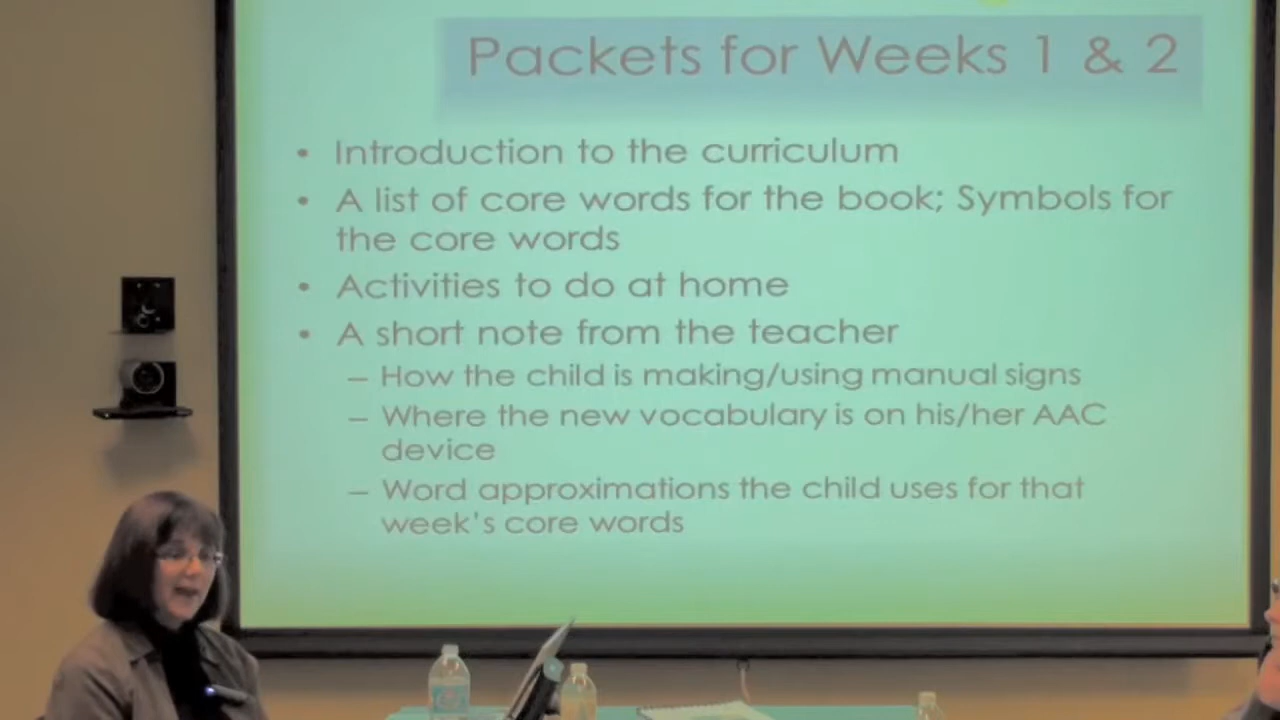 Packets for Weeks 1 & 2
• Introduction to the curriculum
• A list of core words for the book; Symbols for
the core words
• Activities to do at home
• A short note from the teacher
– How the child is making/using manual signs
– Where the new vocabulary is on his/her AAC
device
– Word approximations the child uses for that
week's core words